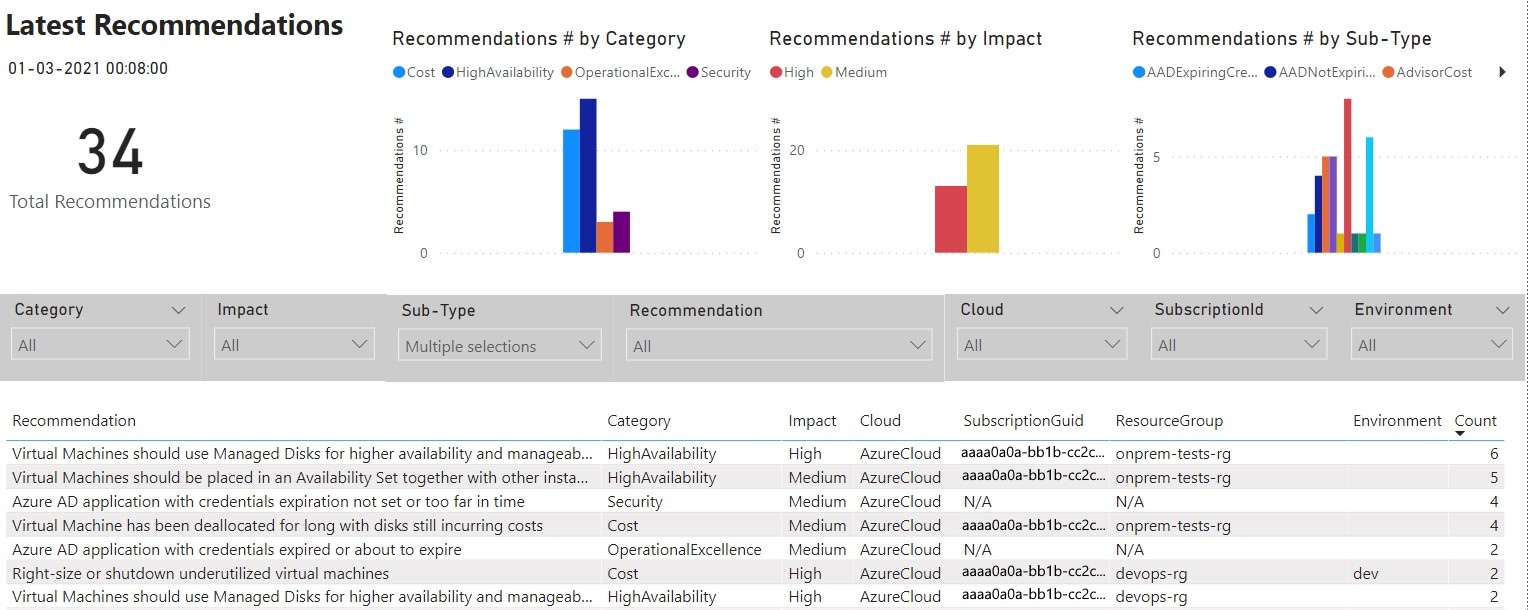 Latest Recommendations
01-03-2021 00:08:00
34
Total Recommendations
Recommendations # by Category
Cost HighAvailability OperationalExc... Security
Recommendations #
10
0
Recommendations # by Impact
High Medium
Recommendations #
20
0
Recommendations # by Sub-Type
AADExpiringCre... AADNotExpiri... AdvisorCost
Recommendations #
5
0
Category Impact Sub-Type Recommendation Cloud SubscriptionId Environment
All All Multiple selections All All All All
Recommendation Category Impact Cloud SubscriptionGuid ResourceGroup Environment Count
Virtual Machines should use Managed Disks for higher availability and manageab... HighAvailability High AzureCloud aaaa0a0a-bb1b-cc2c... onprem-tests-rg 6
Virtual Machines should be placed in an Availability Set together with other insta... HighAvailability Medium AzureCloud aaaa0a0a-bb1b-cc2c... onprem-tests-rg 5
Azure AD application with credentials expiration not set or too far in time Security Medium AzureCloud N/A N/A 4
Virtual Machine has been deallocated for long with disks still incurring costs Cost Medium AzureCloud aaaa0a0a-bb1b-cc2c... onprem-tests-rg 4
Azure AD application with credentials expired or about to expire OperationalExcellence Medium AzureCloud N/A N/A 2
Right-size or shutdown underutilized virtual machines Cost High AzureCloud aaaa0a0a-bb1b-cc2c... devops-rg dev 2
Virtual Machines should use Managed Disks for higher availability and manageab... HighAvailability High AzureCloud aaaa0a0a-bb1b-cc2c... devops-rg 2